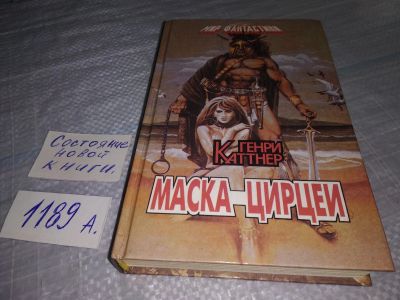 МИР ФАНТАСТИКИ
ГЕНРИ
КАТТНЕР
МАСКА ЦИРЦЕИ
Состояние
новой
книги.
1189 А.